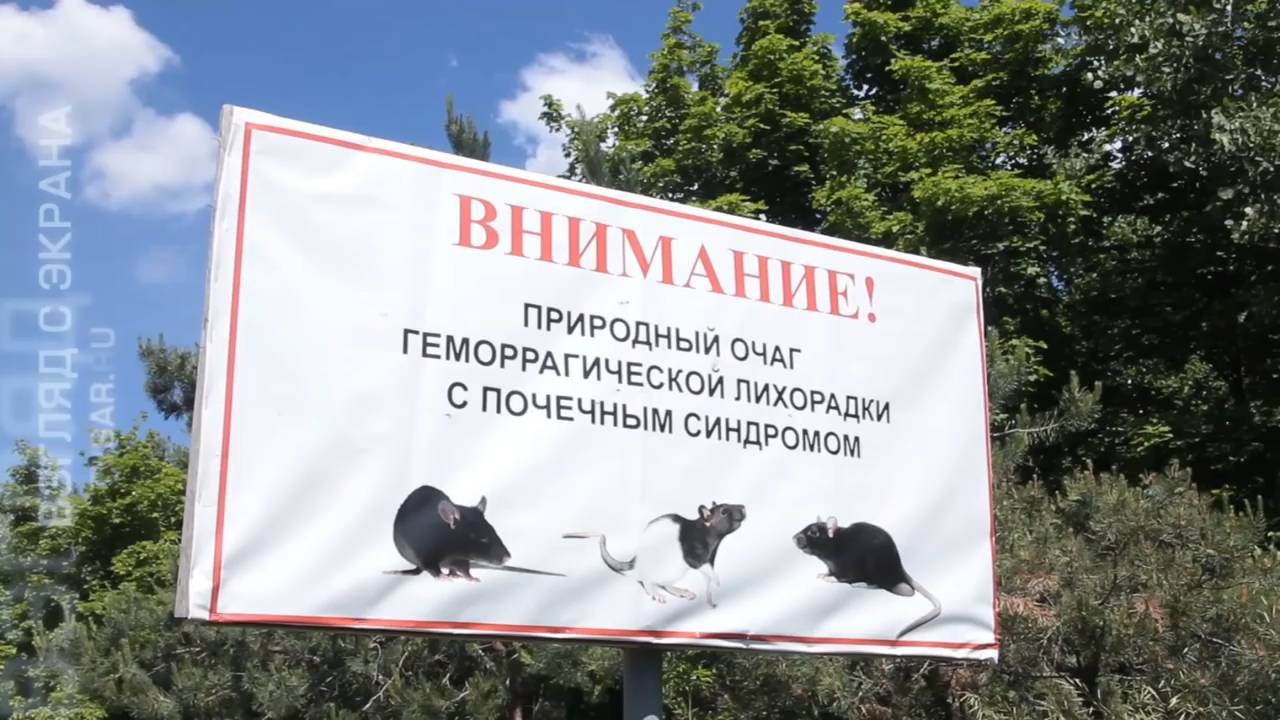 ВНИМАНИЕ!
ПРИРОДНЫЙ ОЧАГ
ГЕМОРРАГИЧЕСКОЙ ЛИХОРАДКИ
С ПОЧЕЧНЫМ СИНДРОМОМ
ВЗГЛЯД С ЭКРАНА